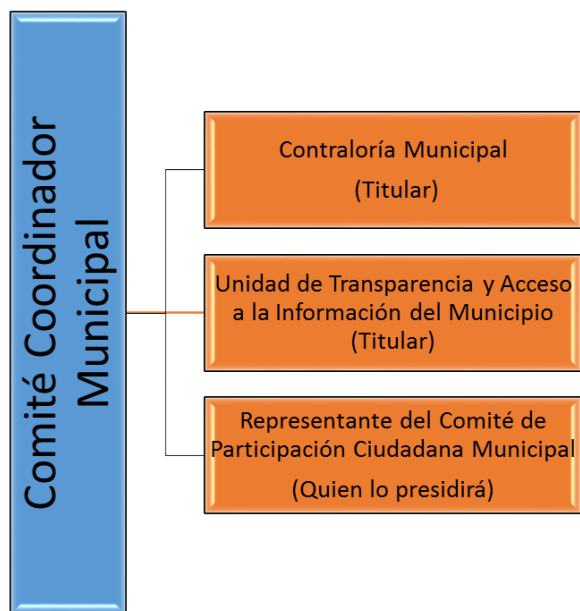 Comité Coordinador
Municipal
Contraloría Municipal
(Titular)
Unidad de Transparencia y Acceso
a la Información del Municipio
(Titular)
Representante del Comité de
Participación Ciudadana Municipal
(Quien lo presidirá)